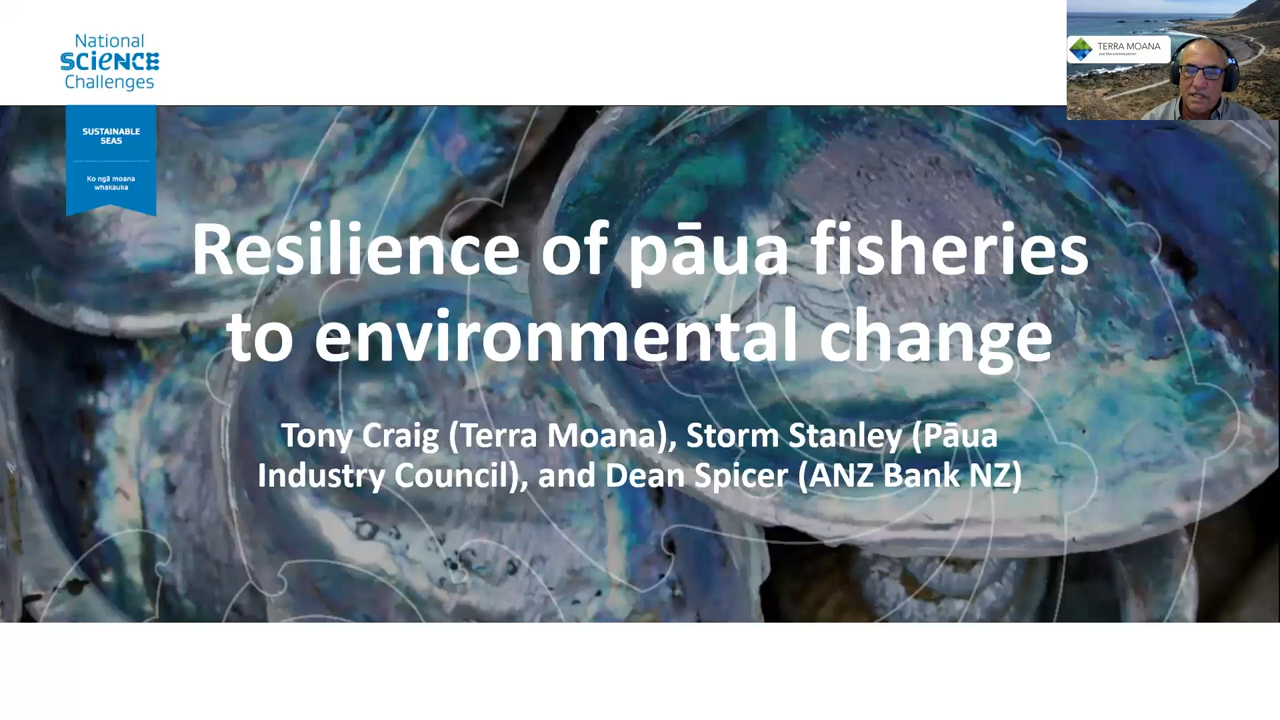 National
SCIENCE
Challenges
SUSTAINABLE
SEAS
Ko ngā moana
whakauka
TERRA MOANA
Resilience of pāua fisheries
to environmental change
Tony Craig (Terra Moana), Storm Stanley (Pāua
Industry Council), and Dean Spicer (ANZ Bank NZ)